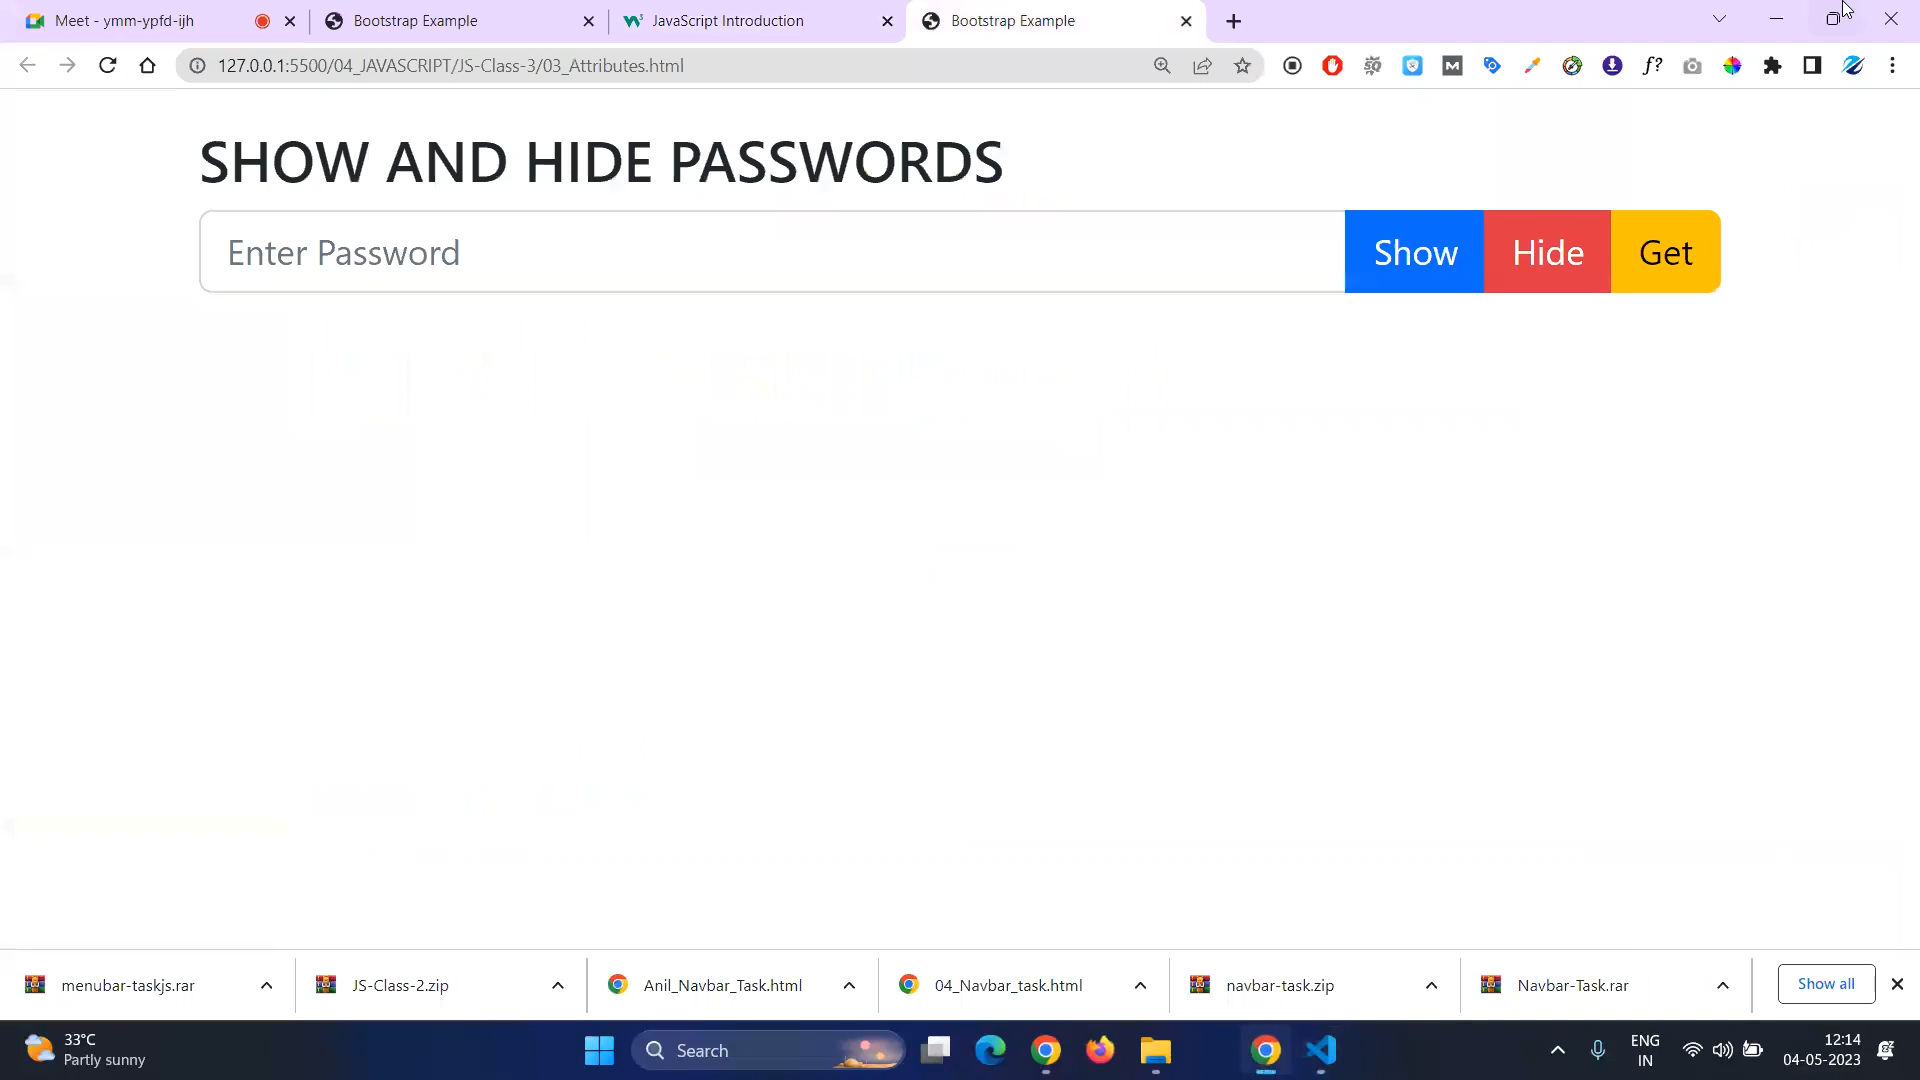 Meet - ymm-ypfd-ijh
Bootstrap Example
JavaScript Introduction
Bootstrap Example
127.0.0.1:5500/04_JAVASCRIPT/JS-Class-3/03_Attributes.html
SHOW AND HIDE PASSWORDS
Enter Password
Show
Hide
Get
menubar-taskjs.rar
JS-Class-2.zip
Anil_Navbar_Task.html
04_Navbar_task.html
navbar-task.zip
Navbar-Task.rar
Show all
33°C
Partly sunny
Search
ENG
IN
12:14
04-05-2023